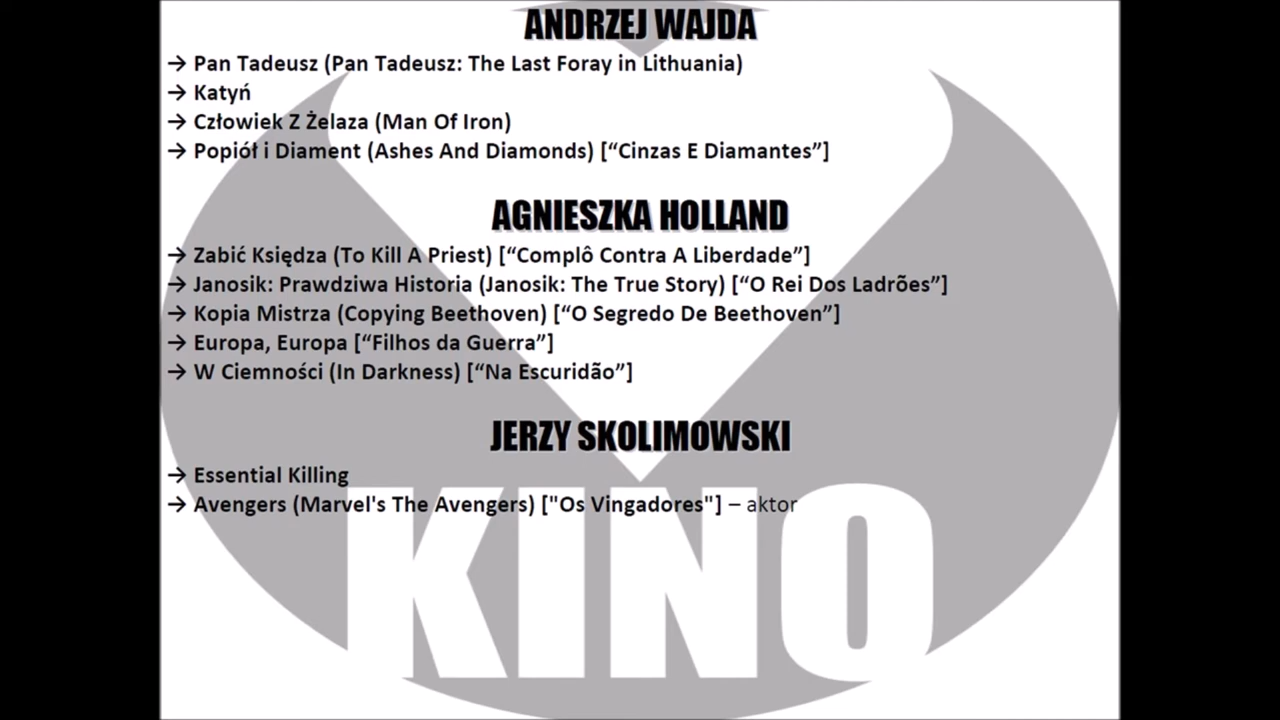 ANDRZEJ WAJDA
→ Pan Tadeusz (Pan Tadeusz: The Last Foray in Lithuania)
→ Katyń
→ Człowiek Z Żelaza (Man Of Iron)
→ Popiół i Diament (Ashes And Diamonds) [“Cinzas E Diamantes”]
AGNIESZKA HOLLAND
→ Zabić Księdza (To Kill A Priest) [“Complô Contra A Liberdade”]
→ Janosik: Prawdziwa Historia (Janosik: The True Story) [“O Rei Dos Ladrões”]
→ Kopia Mistrza (Copying Beethoven) [“O Segredo De Beethoven”]
→ Europa, Europa [“Filhos da Guerra”]
→ W Ciemności (In Darkness) [“Na Escuridão”]
JERZY SKOLIMOWSKI
→ Essential Killing
→ Avengers (Marvel's The Avengers) ["Os Vingadores"] – aktor
KINO